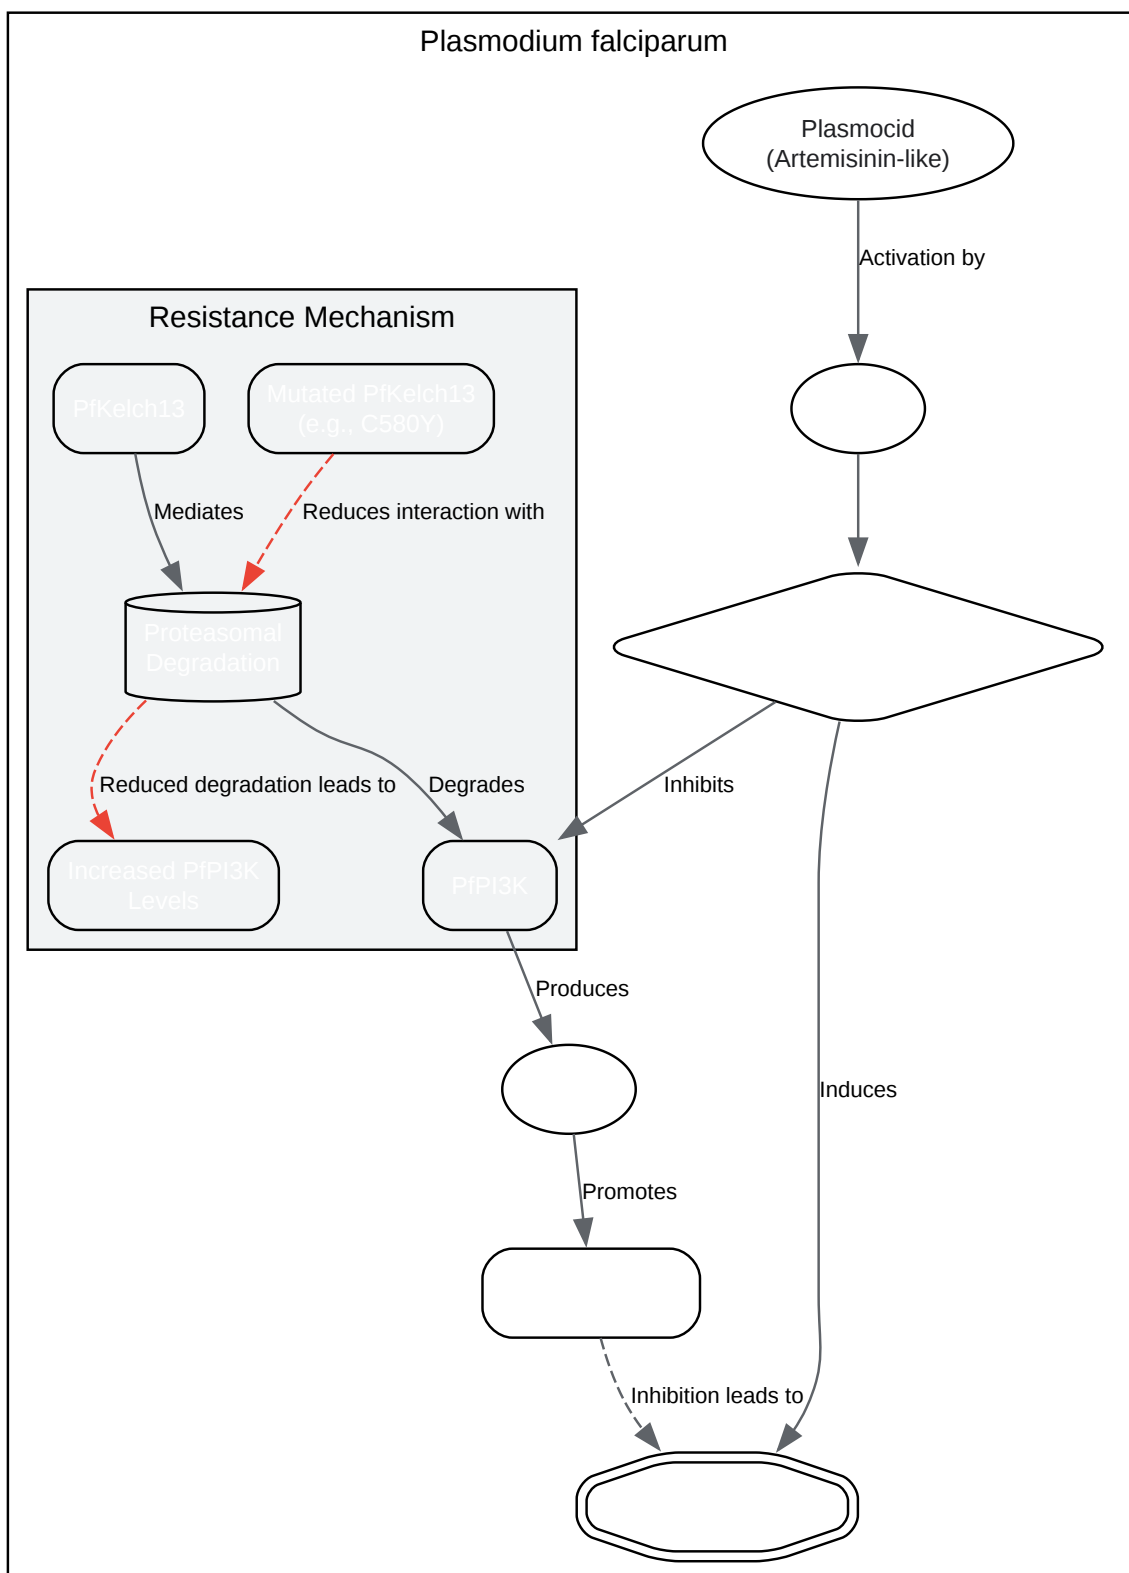 Plasmodium falciparum
Plasmocid
(Artemisinin-like)
Activation by
Resistance Mechanism
PfKelch13
Mutated PfKelch13
(e.g., C580Y)
Mediates
Reduces interaction with
Proteasomal
Degradation
Reduced degradation leads to
Degrades
Inhibits
Increased PfPI3K
Levels
PfPI3K
Produces
Induces
Promotes
Inhibition leads to